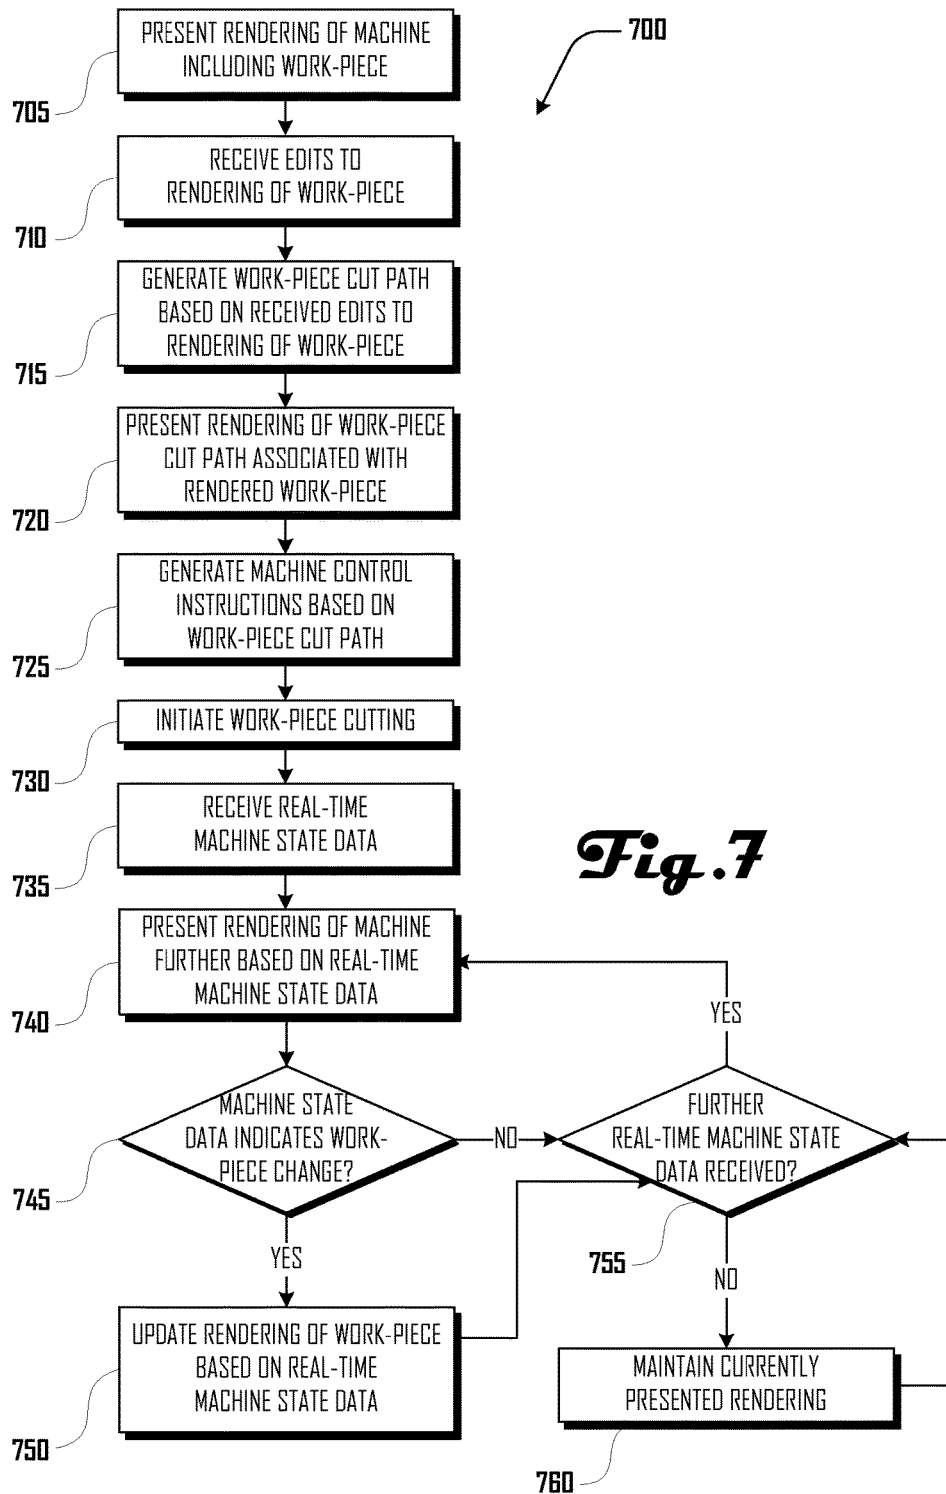 PRESENT RENDERING OF MACHINE
INCLUDING WORK-PIECE
700
705
RECEIVE EDITS TO
RENDERING OF WORK-PIECE
710
GENERATE WORK-PIECE CUT PATH
BASED ON RECEIVED EDITS TO
RENDERING OF WORK-PIECE
715
PRESENT RENDERING OF WORK-PIECE
CUT PATH ASSOCIATED WITH
RENDERED WORK-PIECE
720
GENERATE MACHINE CONTROL
INSTRUCTIONS BASED ON
WORK-PIECE CUT PATH
725
INITIATE WORK-PIECE CUTTING
730
RECEIVE REAL-TIME
MACHINE STATE DATA
735
Fig.7
PRESENT RENDERING OF MACHINE
FURTHER BASED ON REAL-TIME
MACHINE STATE DATA
740
YES
MACHINE STATE
DATA INDICATES WORK-
PIECE CHANGE?
745
NO
FURTHER
REAL-TIME MACHINE STATE
DATA RECEIVED?
755
YES
NO
UPDATE RENDERING OF WORK-PIECE
BASED ON REAL-TIME
MACHINE STATE DATA
750
MAINTAIN CURRENTLY
PRESENTED RENDERING
760